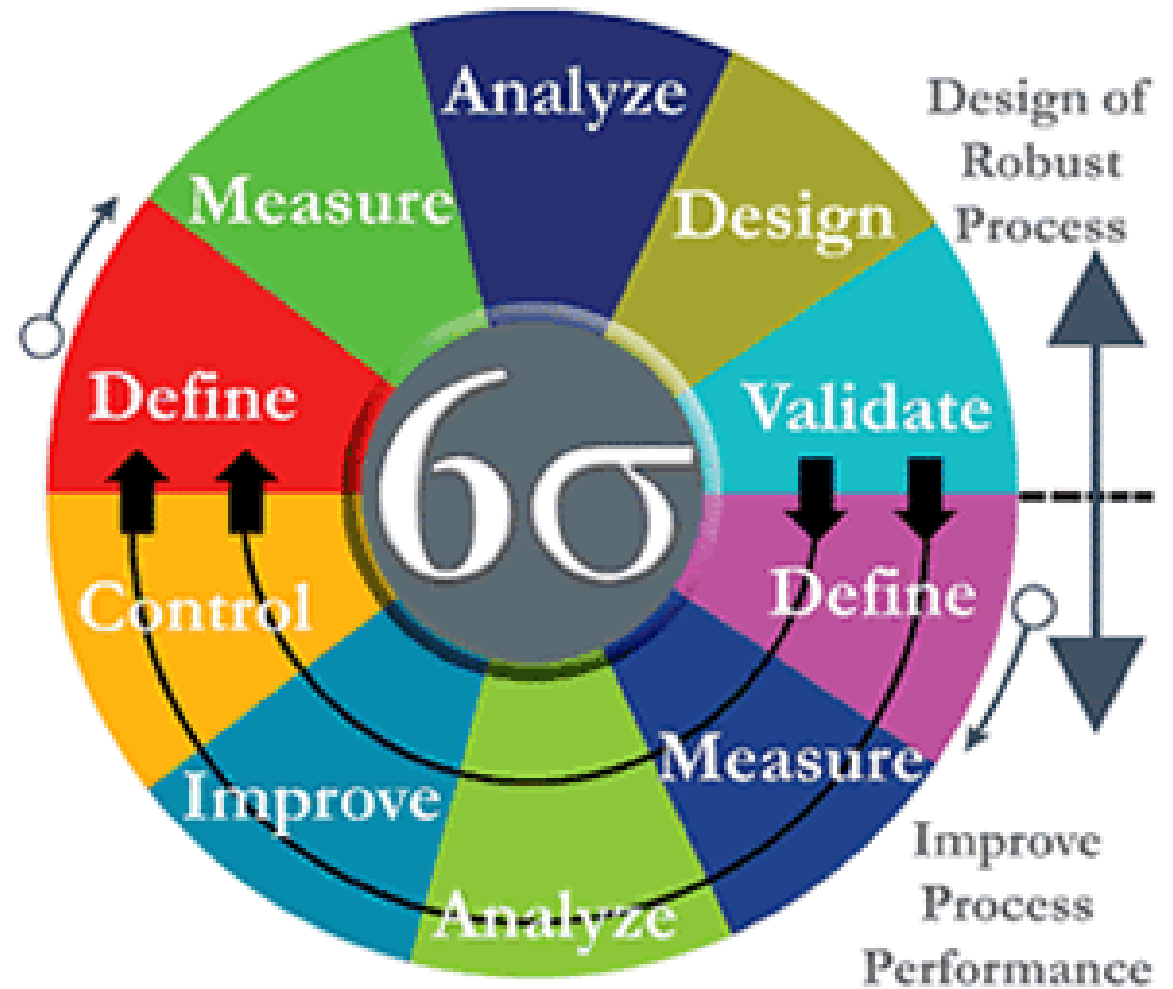 Analyze
Design of
Robust
Process
Measure
Design
Define
Validate
6σ
Control
Define
Improve
Measure
Analyze
Improve
Process
Performance